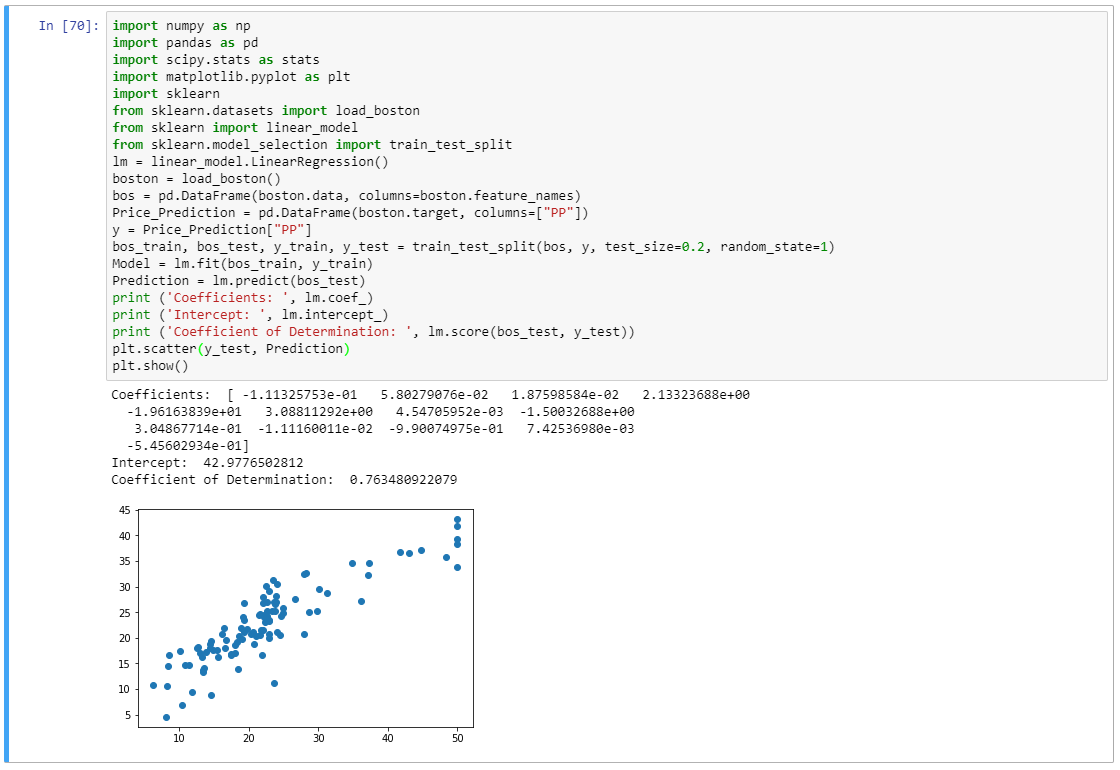 In [70]:
import numpy as np
import pandas as pd
import scipy.stats as stats
import matplotlib.pyplot as plt
import sklearn
from sklearn.datasets import load_boston
from sklearn import linear_model
from sklearn.model_selection import train_test_split
lm = linear_model.LinearRegression()
boston = load_boston()
bos = pd.DataFrame(boston.data, columns=boston.feature_names)
Price_Prediction = pd.DataFrame(boston.target, columns=["PP"])
y = Price_Prediction["PP"]
bos_train, bos_test, y_train, y_test = train_test_split(bos, y, test_size=0.2, random_state=1)
Model = lm.fit(bos_train, y_train)
Prediction = lm.predict(bos_test)
print ('Coefficients: ', lm.coef_)
print ('Intercept: ', lm.intercept_)
print ('Coefficient of Determination: ', lm.score(bos_test, y_test))
plt.scatter(y_test, Prediction)
plt.show()
Coefficients:  [ -1.11325753e-01   5.80279076e-02   1.87598584e-02   2.13323688e+00
  -1.96163839e+01   3.08811292e+00   4.54705952e-03  -1.50032688e+00
   3.04867714e-01  -1.11160011e-02  -9.90074975e-01   7.42536980e-03
  -5.45602934e-01]
Intercept:  42.9776502812
Coefficient of Determination:  0.763480922079
45
40
35
30
25
20
15
10
5
10 20 30 40 50